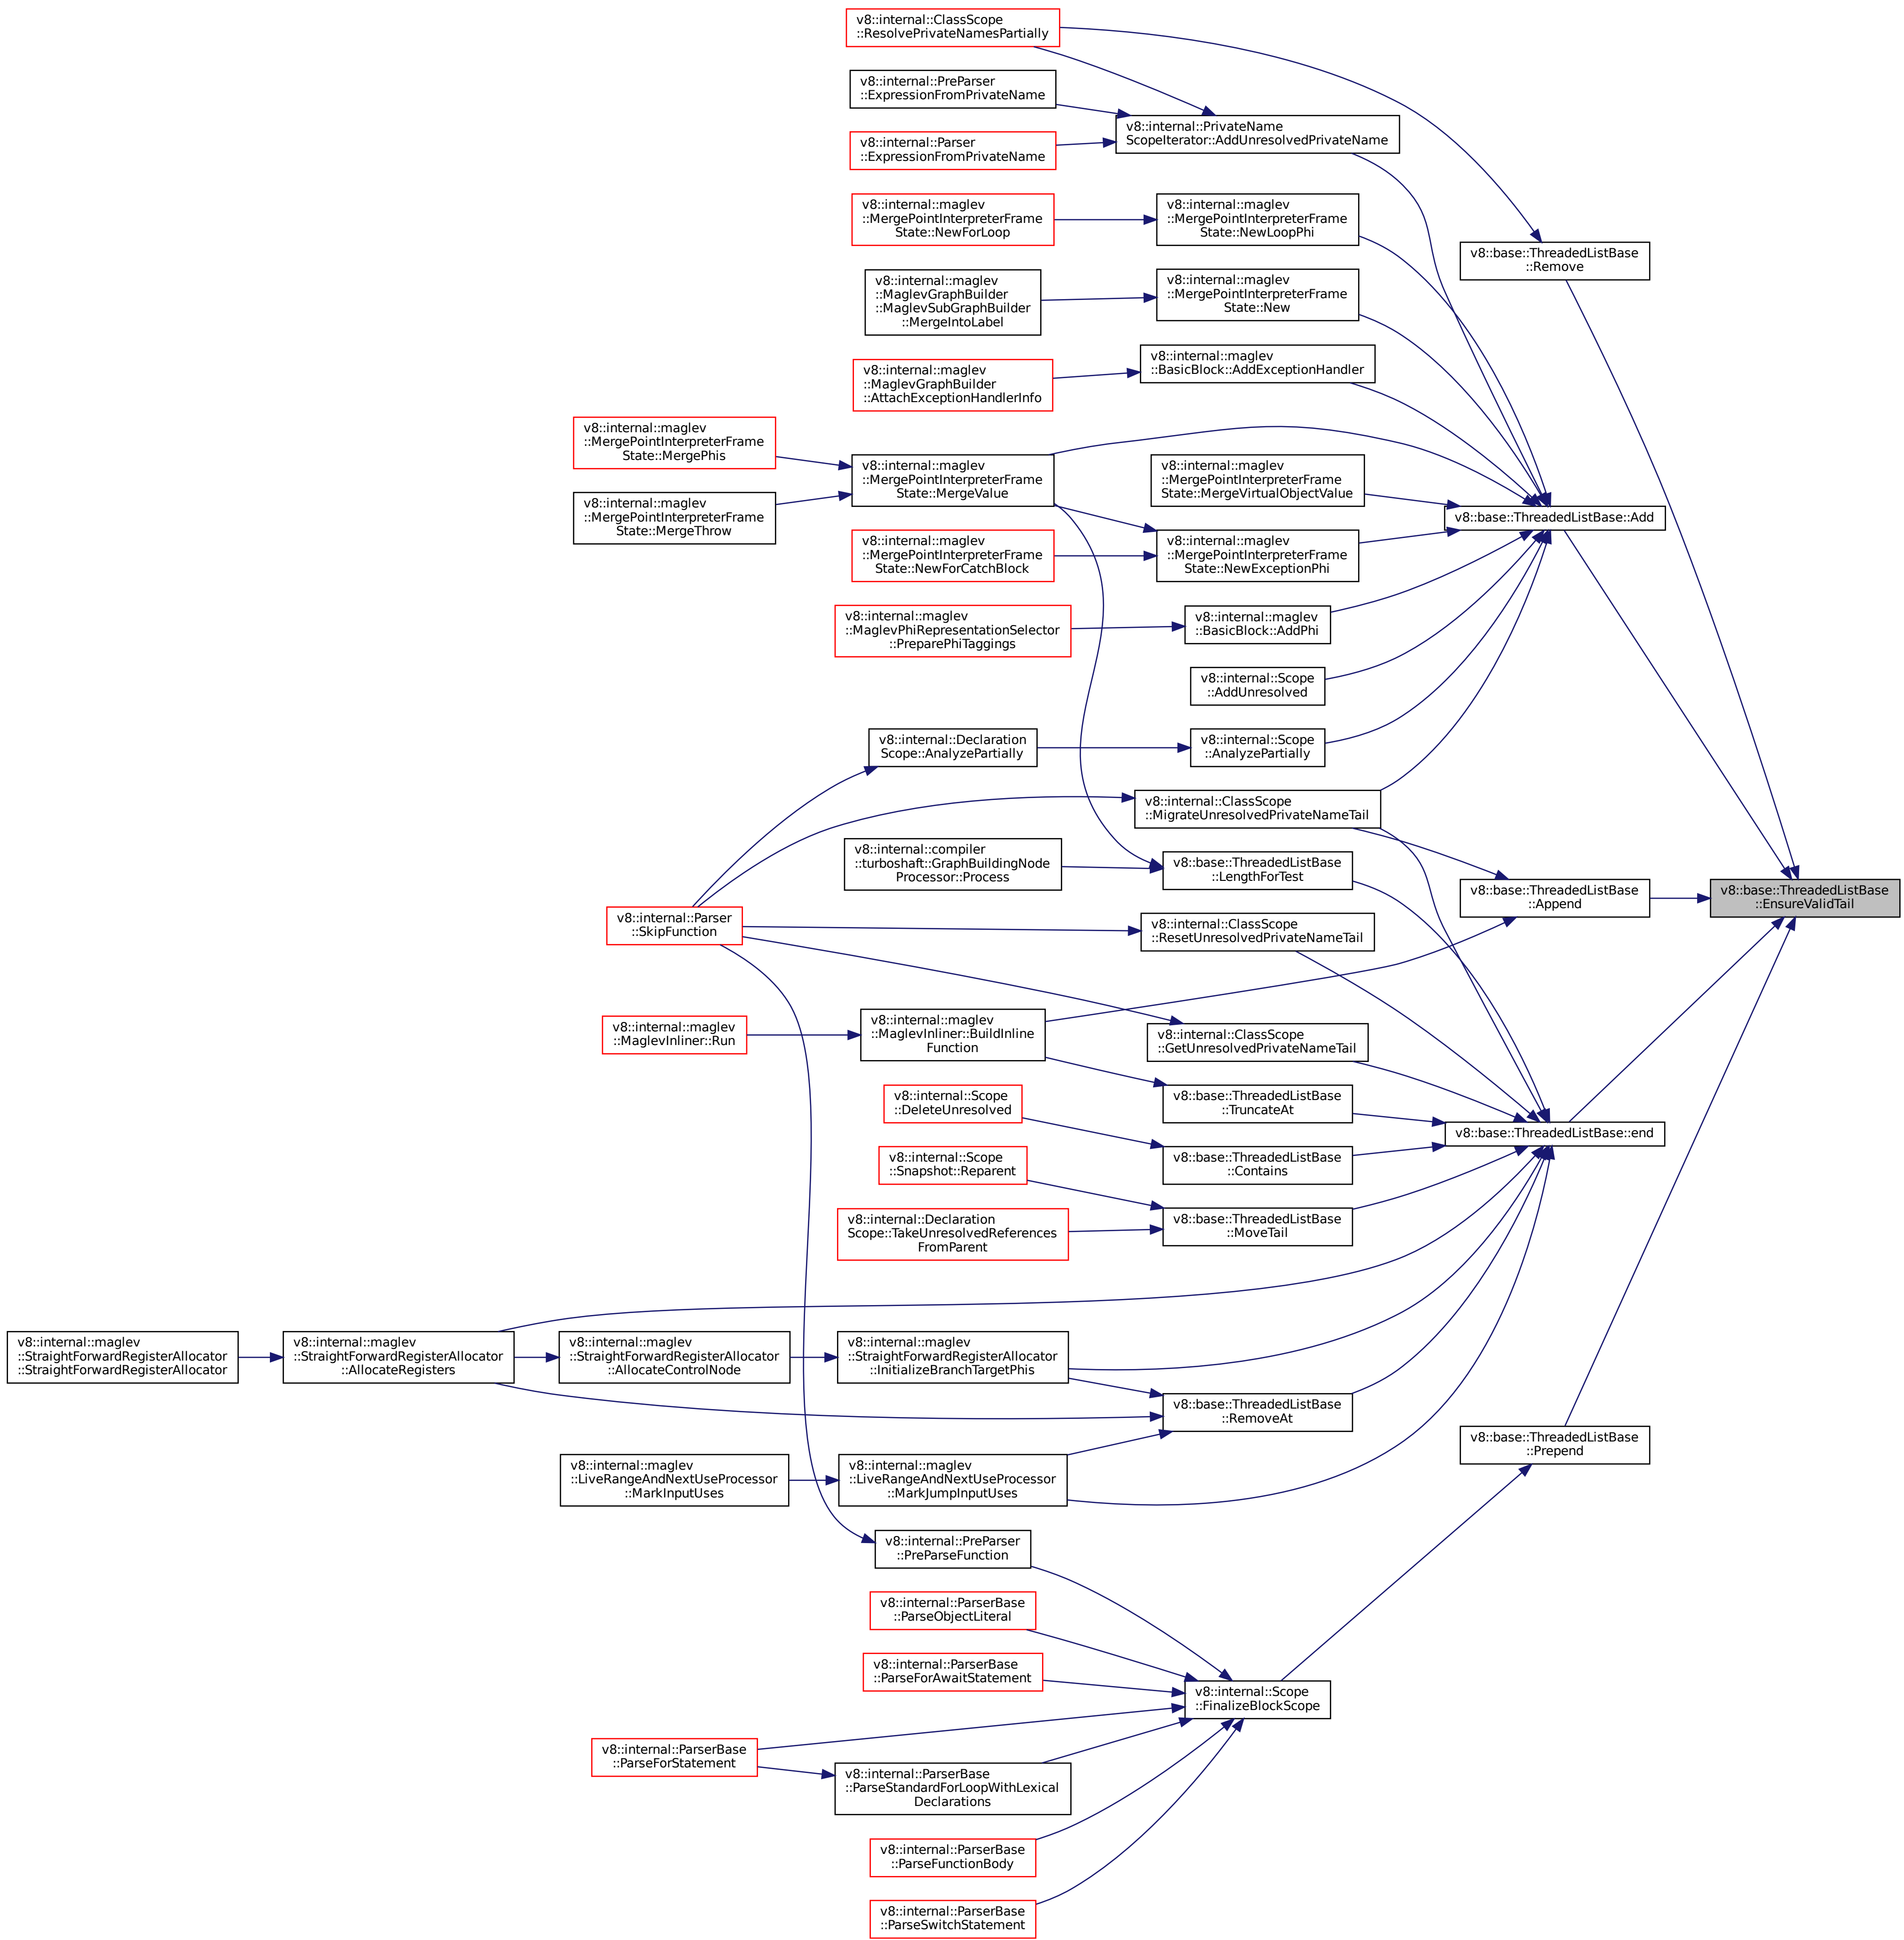 v8::internal::ClassScope
::ResolvePrivateNamesPartially
v8::internal::PreParser
::ExpressionFromPrivateName
v8::internal::PrivateName
ScopeIterator::AddUnresolvedPrivateName
v8::internal::Parser
::ExpressionFromPrivateName
v8::internal::maglev
::MergePointInterpreterFrame
State::NewForLoop
v8::internal::maglev
::MergePointInterpreterFrame
State::NewLoopPhi
v8::base::ThreadedListBase
::Remove
v8::internal::maglev
::MaglevGraphBuilder
::MaglevSubGraphBuilder
::MergeIntoLabel
v8::internal::maglev
::MergePointInterpreterFrame
State::New
v8::internal::maglev
::MaglevGraphBuilder
::AttachExceptionHandlerInfo
v8::internal::maglev
::BasicBlock::AddExceptionHandler
v8::internal::maglev
::MergePointInterpreterFrame
State::MergePhis
v8::internal::maglev
::MergePointInterpreterFrame
State::MergeThrow
v8::internal::maglev
::MergePointInterpreterFrame
State::MergeValue
v8::internal::maglev
::MergePointInterpreterFrame
State::MergeVirtualObjectValue
v8::base::ThreadedListBase::Add
v8::internal::maglev
::MergePointInterpreterFrame
State::NewForCatchBlock
v8::internal::maglev
::MergePointInterpreterFrame
State::NewExceptionPhi
v8::internal::maglev
::MaglevPhiRepresentationSelector
::PreparePhiTaggings
v8::internal::maglev
::BasicBlock::AddPhi
v8::internal::Scope
::AddUnresolved
v8::internal::Declaration
Scope::AnalyzePartially
v8::internal::Scope
::AnalyzePartially
v8::internal::ClassScope
::MigrateUnresolvedPrivateNameTail
v8::internal::compiler
::turboshaft::GraphBuildingNode
Processor::Process
v8::base::ThreadedListBase
::LengthForTest
v8::base::ThreadedListBase
::Append
v8::base::ThreadedListBase
::EnsureValidTail
v8::internal::Parser
::SkipFunction
v8::internal::ClassScope
::ResetUnresolvedPrivateNameTail
v8::internal::maglev
::MaglevInliner::Run
v8::internal::maglev
::MaglevInliner::BuildInline
Function
v8::internal::ClassScope
::GetUnresolvedPrivateNameTail
v8::internal::Scope
::DeleteUnresolved
v8::base::ThreadedListBase
::TruncateAt
v8::base::ThreadedListBase::end
v8::internal::Scope
::Snapshot::Reparent
v8::base::ThreadedListBase
::Contains
v8::internal::Declaration
Scope::TakeUnresolvedReferences
FromParent
v8::base::ThreadedListBase
::MoveTail
v8::internal::maglev
::StraightForwardRegisterAllocator
::StraightForwardRegisterAllocator
v8::internal::maglev
::StraightForwardRegisterAllocator
::AllocateRegisters
v8::internal::maglev
::StraightForwardRegisterAllocator
::AllocateControlNode
v8::internal::maglev
::StraightForwardRegisterAllocator
::InitializeBranchTargetPhis
v8::base::ThreadedListBase
::RemoveAt
v8::base::ThreadedListBase
::Prepend
v8::internal::maglev
::LiveRangeAndNextUseProcessor
::MarkInputUses
v8::internal::maglev
::LiveRangeAndNextUseProcessor
::MarkJumpInputUses
v8::internal::PreParser
::PreParseFunction
v8::internal::ParserBase
::ParseObjectLiteral
v8::internal::ParserBase
::ParseForAwaitStatement
v8::internal::Scope
::FinalizeBlockScope
v8::internal::ParserBase
::ParseForStatement
v8::internal::ParserBase
::ParseStandardForLoopWithLexical
Declarations
v8::internal::ParserBase
::ParseFunctionBody
v8::internal::ParserBase
::ParseSwitchStatement